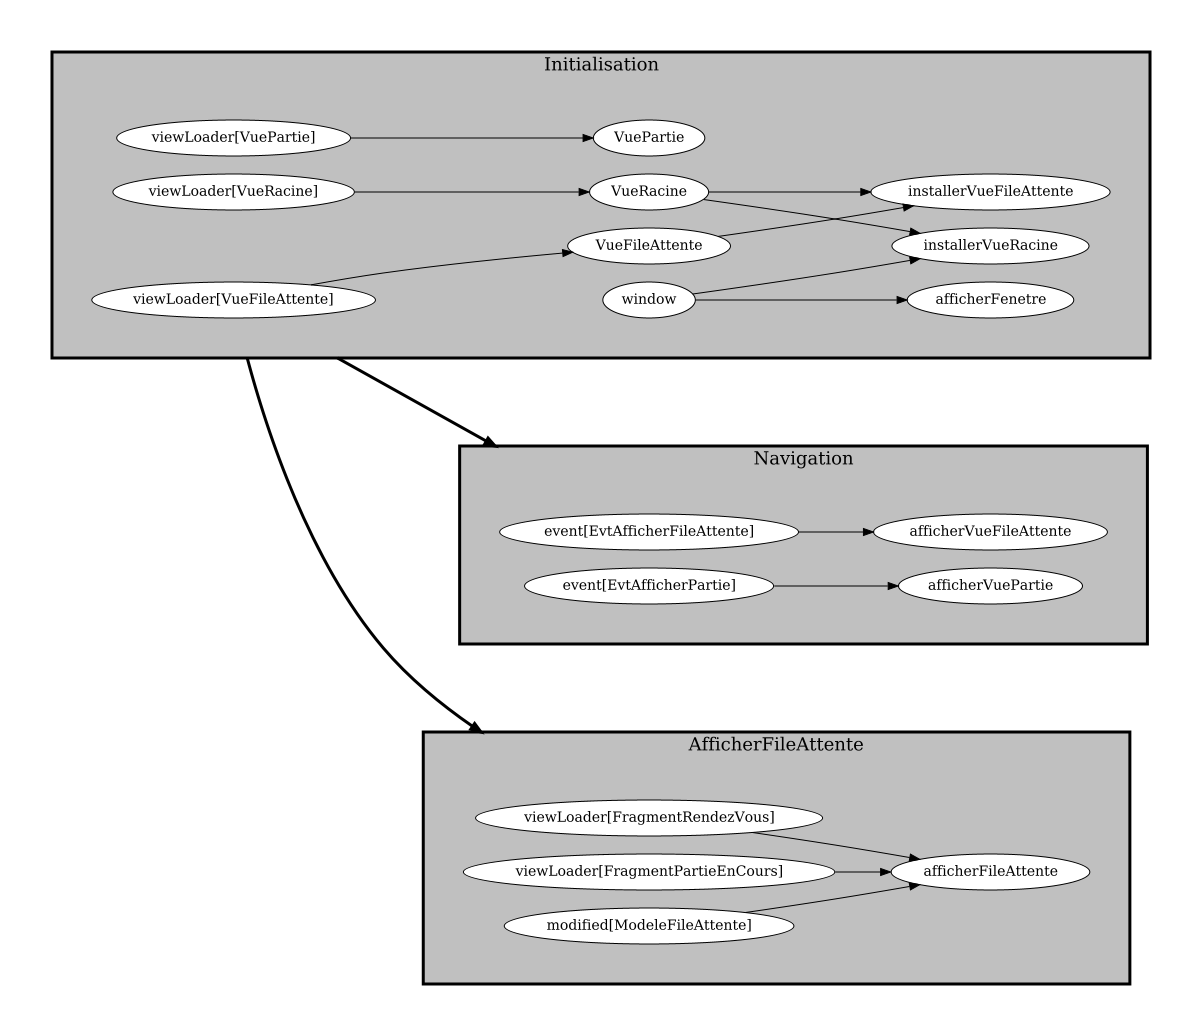 Initialisation
viewLoader[VuePartie]
VuePartie
viewLoader[VueRacine]
VueRacine
installerVueFileAttente
VueFileAttente
installerVueRacine
viewLoader[VueFileAttente]
window
afficherFenetre
Navigation
event[EvtAfficherFileAttente]
afficherVueFileAttente
event[EvtAfficherPartie]
afficherVuePartie
AfficherFileAttente
viewLoader[FragmentRendezVous]
viewLoader[FragmentPartieEnCours]
afficherFileAttente
modified[ModeleFileAttente]